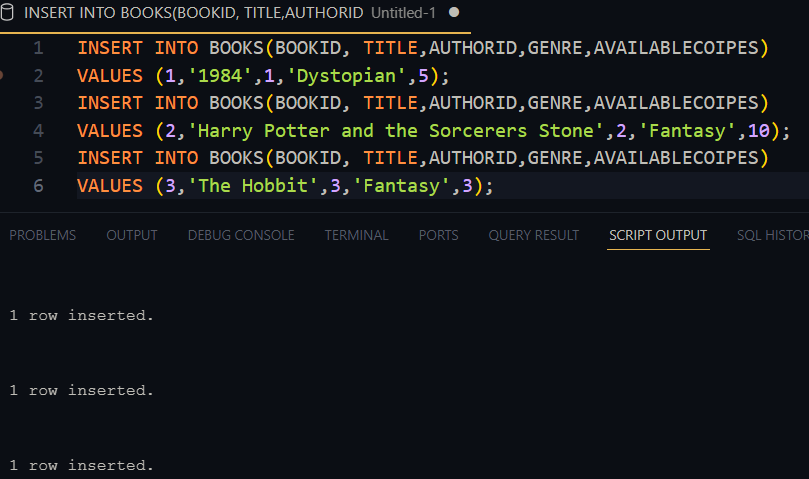 INSERT INTO BOOKS(BOOKID, TITLE,AUTHORID Untitled-1
1 INSERT INTO BOOKS(BOOKID, TITLE,AUTHORID,GENRE,AVAILABLECOIPES)
2 VALUES (1,'1984',1,'Dystopian',5);
3 INSERT INTO BOOKS(BOOKID, TITLE,AUTHORID,GENRE,AVAILABLECOIPES)
4 VALUES (2,'Harry Potter and the Sorcerers Stone',2,'Fantasy',10);
5 INSERT INTO BOOKS(BOOKID, TITLE,AUTHORID,GENRE,AVAILABLECOIPES)
6 VALUES (3,'The Hobbit',3,'Fantasy',3);
PROBLEMS OUTPUT DEBUG CONSOLE TERMINAL PORTS QUERY RESULT SCRIPT OUTPUT SQL HISTOR
1 row inserted.
1 row inserted.
1 row inserted.